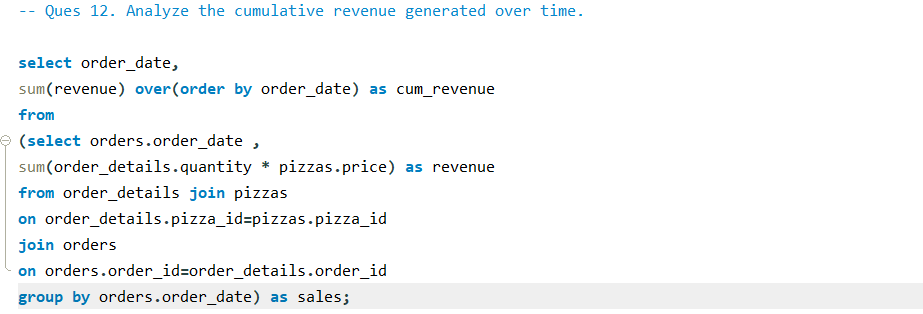 -- Ques 12. Analyze the cumulative revenue generated over time.
select order_date,
sum(revenue) over(order by order_date) as cum_revenue
from
(select orders.order_date ,
sum(order_details.quantity * pizzas.price) as revenue
from order_details join pizzas
on order_details.pizza_id=pizzas.pizza_id
join orders
on orders.order_id=order_details.order_id
group by orders.order_date) as sales;